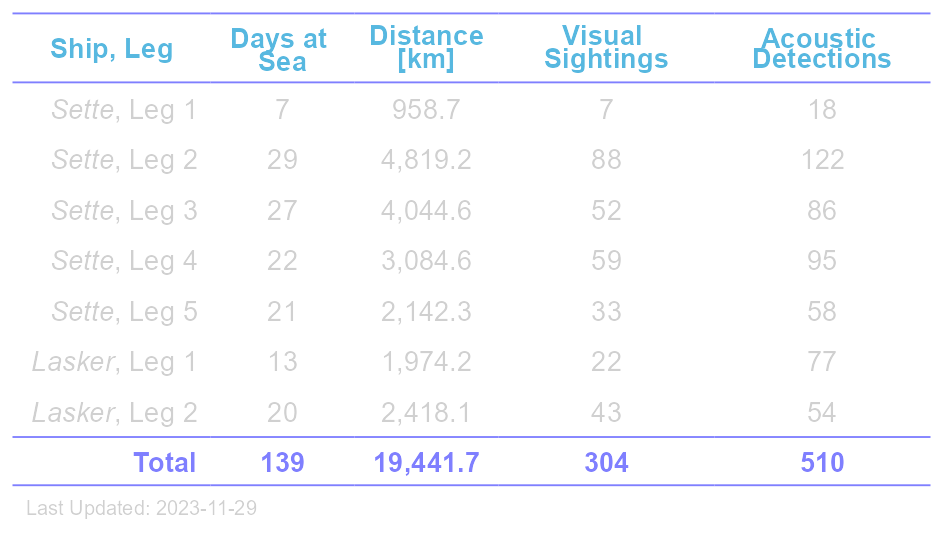 Ship, Leg Days at Sea Distance [km] Visual Sightings Acoustic Detections
Sette, Leg 1 7 958.7 7 18
Sette, Leg 2 29 4,819.2 88 122
Sette, Leg 3 27 4,044.6 52 86
Sette, Leg 4 22 3,084.6 59 95
Sette, Leg 5 21 2,142.3 33 58
Lasker, Leg 1 13 1,974.2 22 77
Lasker, Leg 2 20 2,418.1 43 54
Total 139 19,441.7 304 510
Last Updated: 2023-11-29